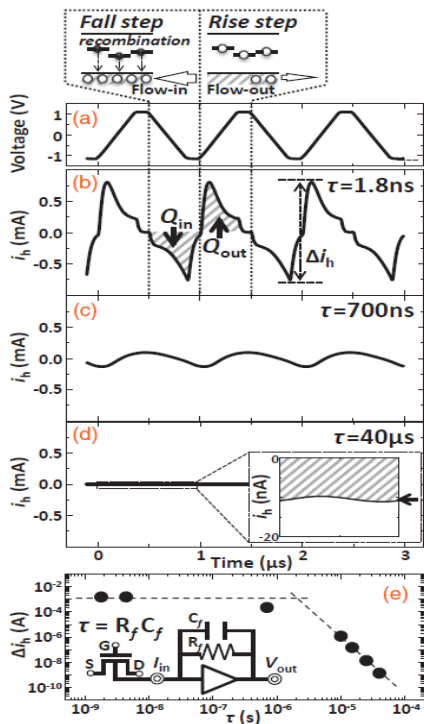 Fall step
Rise step
recombination
Flow-in
Flow-out
(a)
Voltage (V)
1
0
-1
(b)
τ=1.8ns
i_h (mA)
0.5
0.0
-0.5
Q_in
Q_out
Δi_h
(c)
τ=700ns
i_h (mA)
0.5
0.0
-0.5
(d)
τ=40μs
i_h (mA)
0.5
0.0
-0.5
i_h (nA)
0
-20
0
1
2
3
Time (μs)
(e)
Δi_h (A)
10^-2
10^-4
10^-6
10^-8
10^-10
τ = R_f C_f
C_f
R_f
G
S
D
I_in
V_out
10^-9
10^-8
10^-7
10^-6
10^-5
10^-4
τ (s)